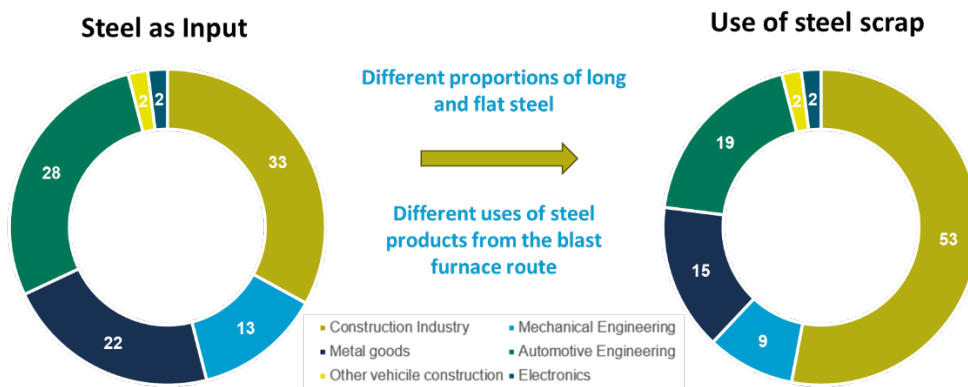 Steel as Input
Use of steel scrap
Different proportions of long
and flat steel
Different uses of steel
products from the blast
furnace route
2
2
33
28
13
22
2
2
19
53
15
9
Construction Industry
Mechanical Engineering
Metal goods
Automotive Engineering
Other vehicile construction
Electronics